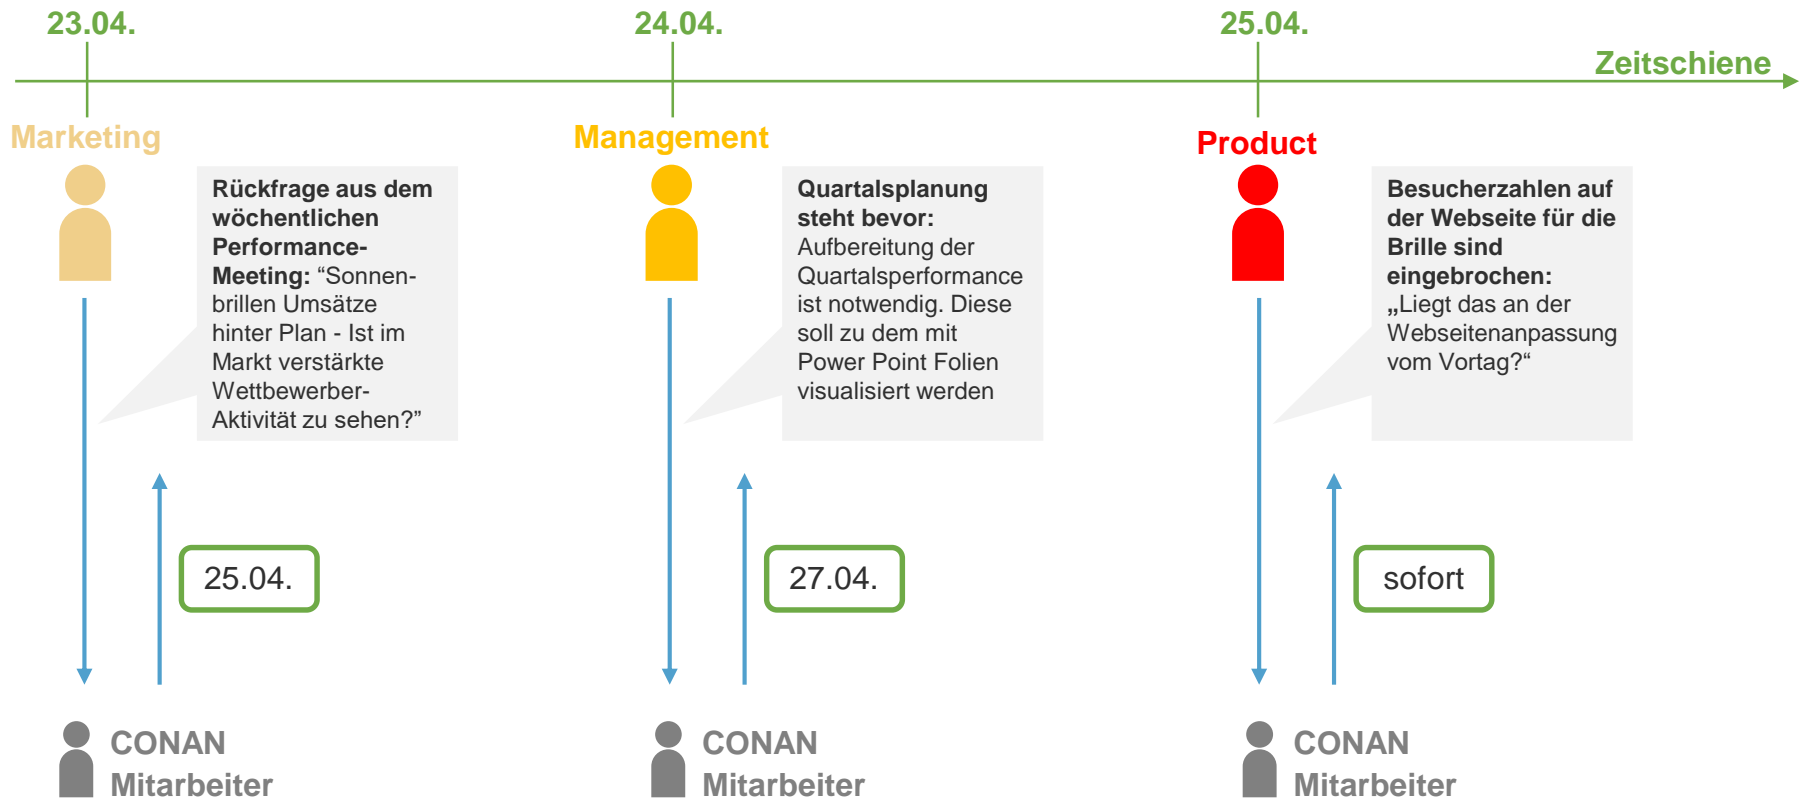 23.04.
24.04.
25.04.
Zeitschiene
Marketing
Rückfrage aus dem
wöchentlichen
Performance-
Meeting: “Sonnen-
brillen Umsätze
hinter Plan - Ist im
Markt verstärkte
Wettbewerber-
Aktivität zu sehen?”
Management
Quartalsplanung
steht bevor:
Aufbereitung der
Quartalsperformance
ist notwendig. Diese
soll zu dem mit
Power Point Folien
visualisiert werden
Product
Besucherzahlen auf
der Webseite für die
Brille sind
eingebrochen:
„Liegt das an der
Webseitenanpassung
vom Vortag?“
25.04.
27.04.
sofort
CONAN
Mitarbeiter
CONAN
Mitarbeiter
CONAN
Mitarbeiter